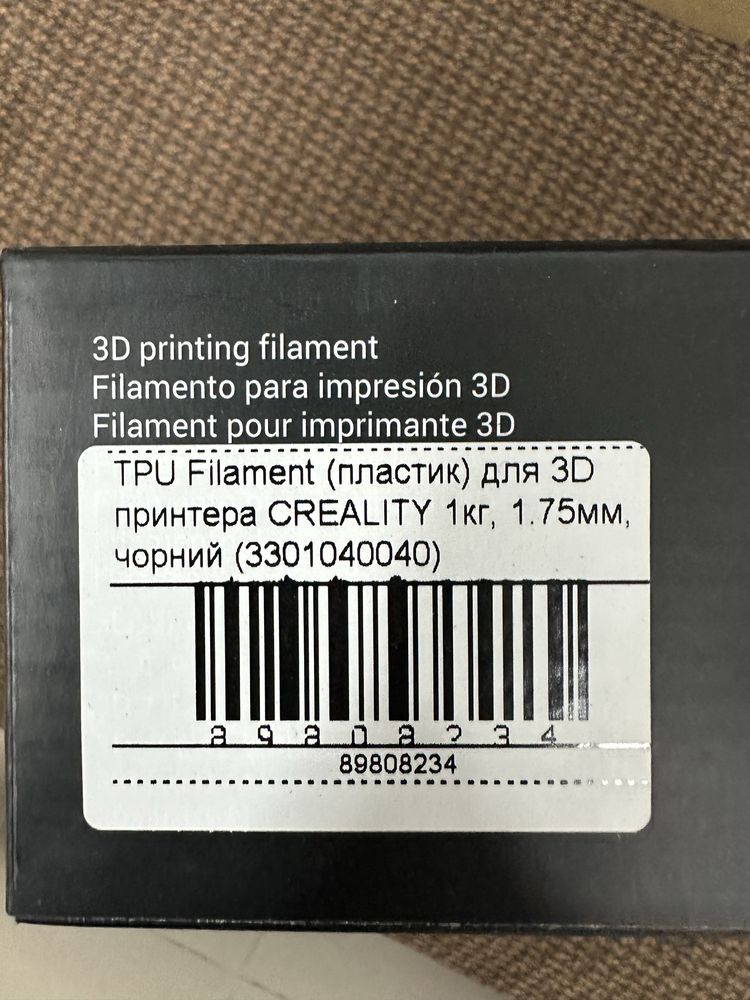 3D printing filament
Filamento para impresión 3D
Filament pour imprimante 3D
TPU Filament (пластик) для 3D
принтера CREALITY 1кг, 1.75мм,
чорний (3301040040)
89808234
89808234